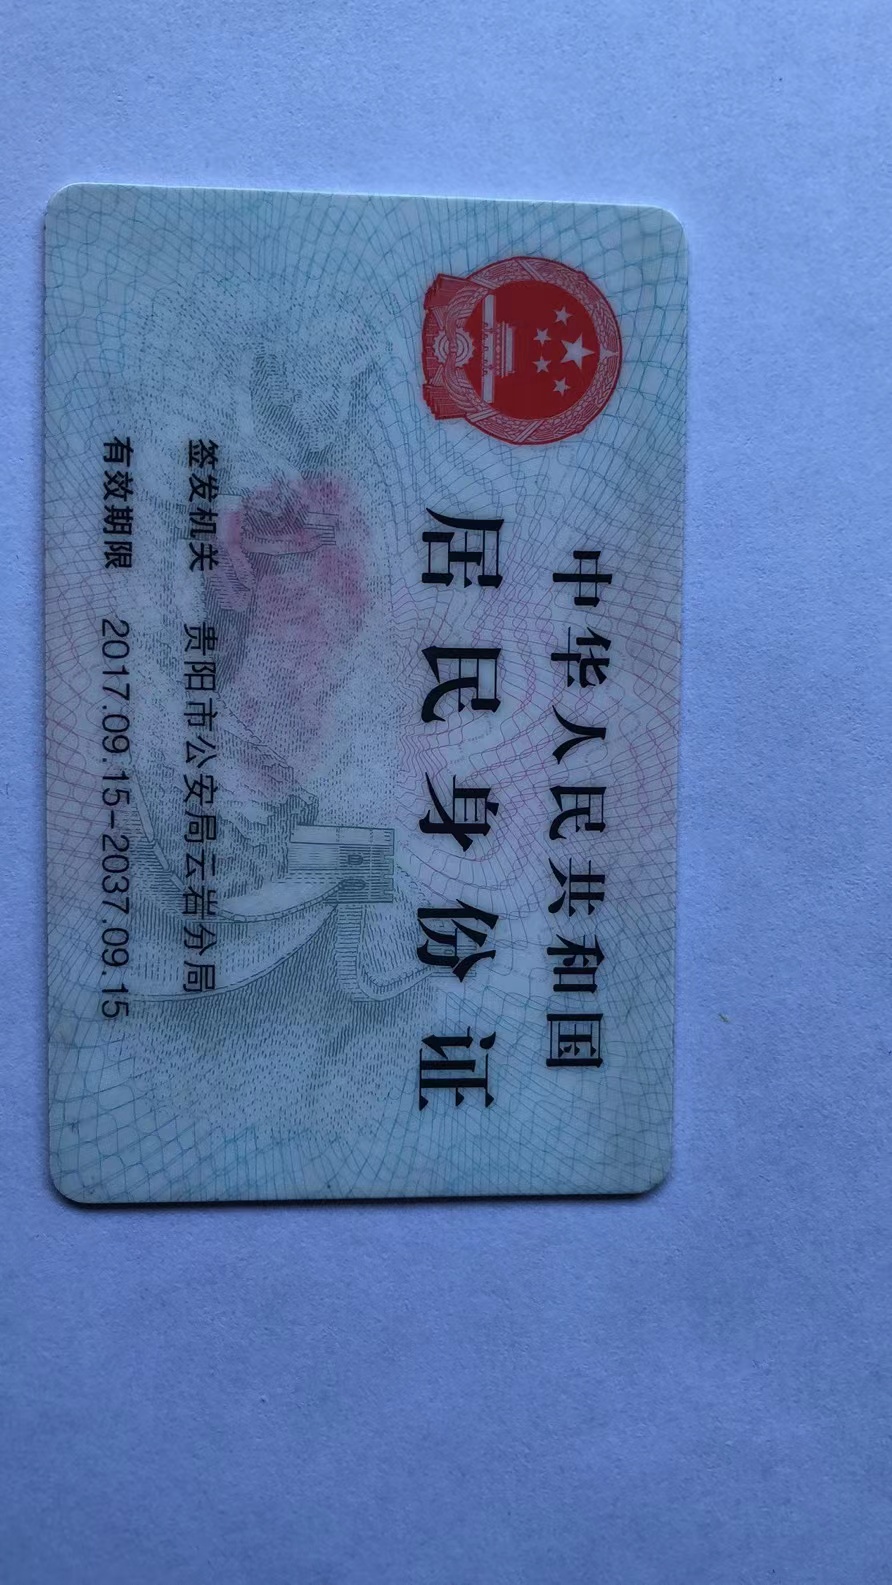 中华人民共和国
居民身份证
签发机关 贵阳市公安局云岩分局
有效期限 2017.09.15-2037.09.15